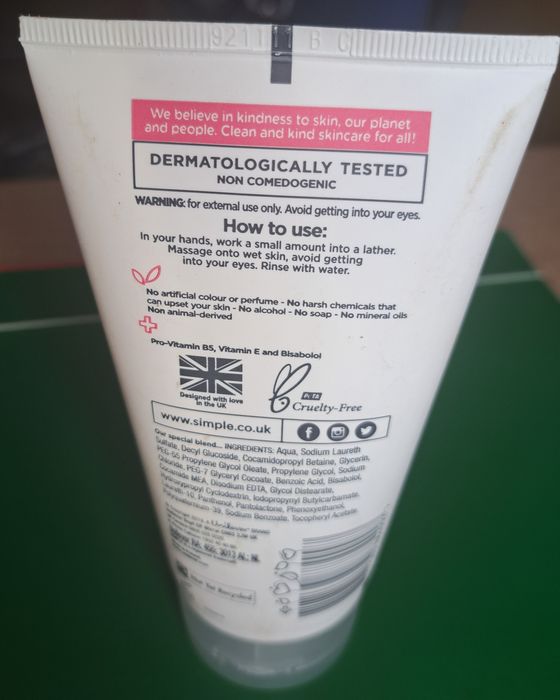 9211 B C
We believe in kindness to skin, our planet
and people. Clean and kind skincare for all!
DERMATOLOGICALLY TESTED
NON COMEDOGENIC
WARNING: for external use only. Avoid getting into your eyes.
How to use:
In your hands, work a small amount into a lather.
Massage onto wet skin, avoid getting
into your eyes. Rinse with water.
No artificial colour or perfume - No harsh chemicals that
can upset your skin - No alcohol - No soap - No mineral oils
Non animal-derived
Pro-Vitamin B5, Vitamin E and Bisabolol
Designed with love
in the UK
PETA
Cruelty-Free
www.simple.co.uk
Our special blend... INGREDIENTS: Aqua, Sodium Laureth
Sulfate, Decyl Glucoside, Cocamidopropyl Betaine, Glycerin,
PEG-55 Propylene Glycol Oleate, Propylene Glycol, Sodium
Chloride, PEG-7 Glyceryl Cocoate, Benzoic Acid, Bisabolol,
Cocamide MEA, Disodium EDTA, Glycol Distearate,
Hydroxypropyl Cyclodextrin, Iodopropynyl Butylcarbamate,
Pareth-10, Panthenol, Pantolactone, Phenoxyethanol,
Polyquaternium-39, Sodium Benzoate, Tocopheryl Acetate.
Unilever
Not Yet Recycled